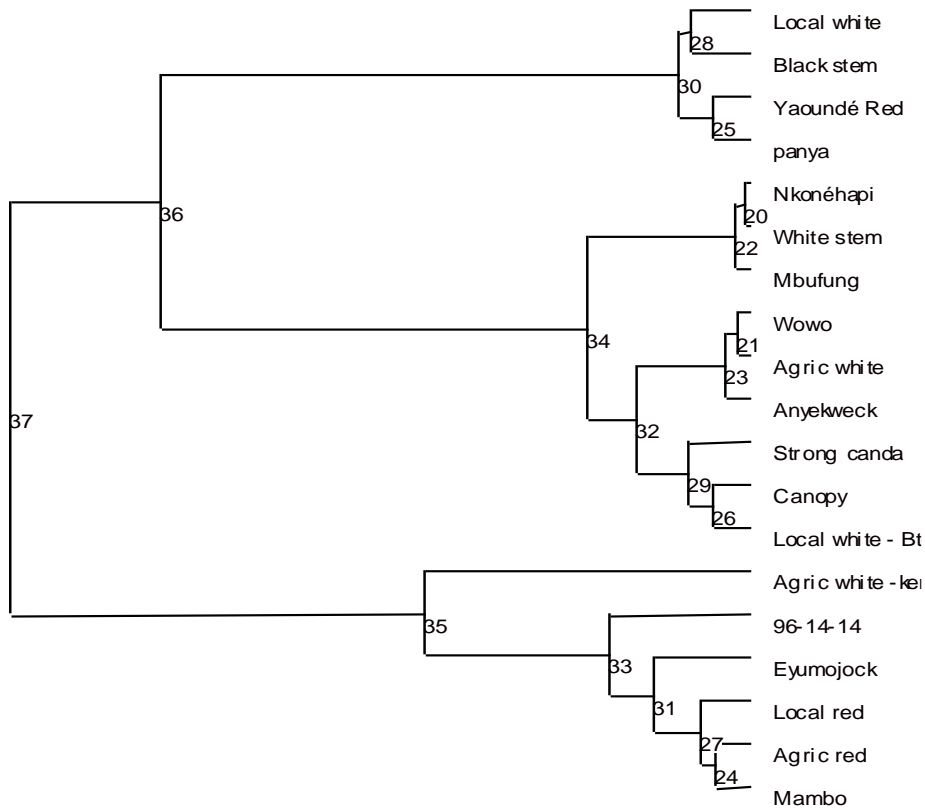 Local white
28
Black stem
30
Yaoundé Red
25
panya
Nkonéhapi
36
20
White stem
22
Mbufung
Wowo
34
21
Agric white
23
Anyekweck
37
32
Strong canda
29
Canopy
26
Local white - Bt
Agric white -ke
96-14-14
35
Eyumojock
33
Local red
31
27
Agric red
24
Mambo